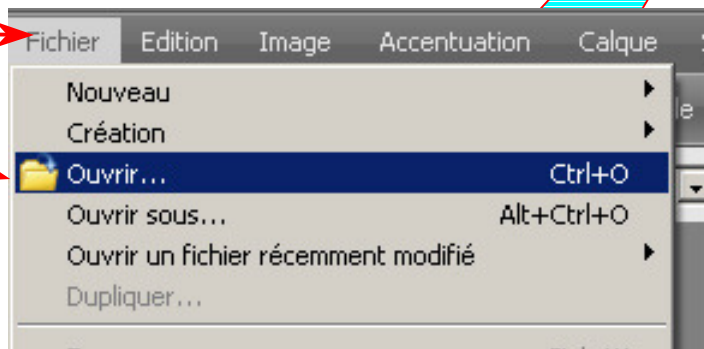 Fichier Edition Image Accentuation Calque
Nouveau
Création
Ouvrir... Ctrl+O
Ouvrir sous... Alt+Ctrl+O
Ouvrir un fichier récemment modifié
Dupliquer...